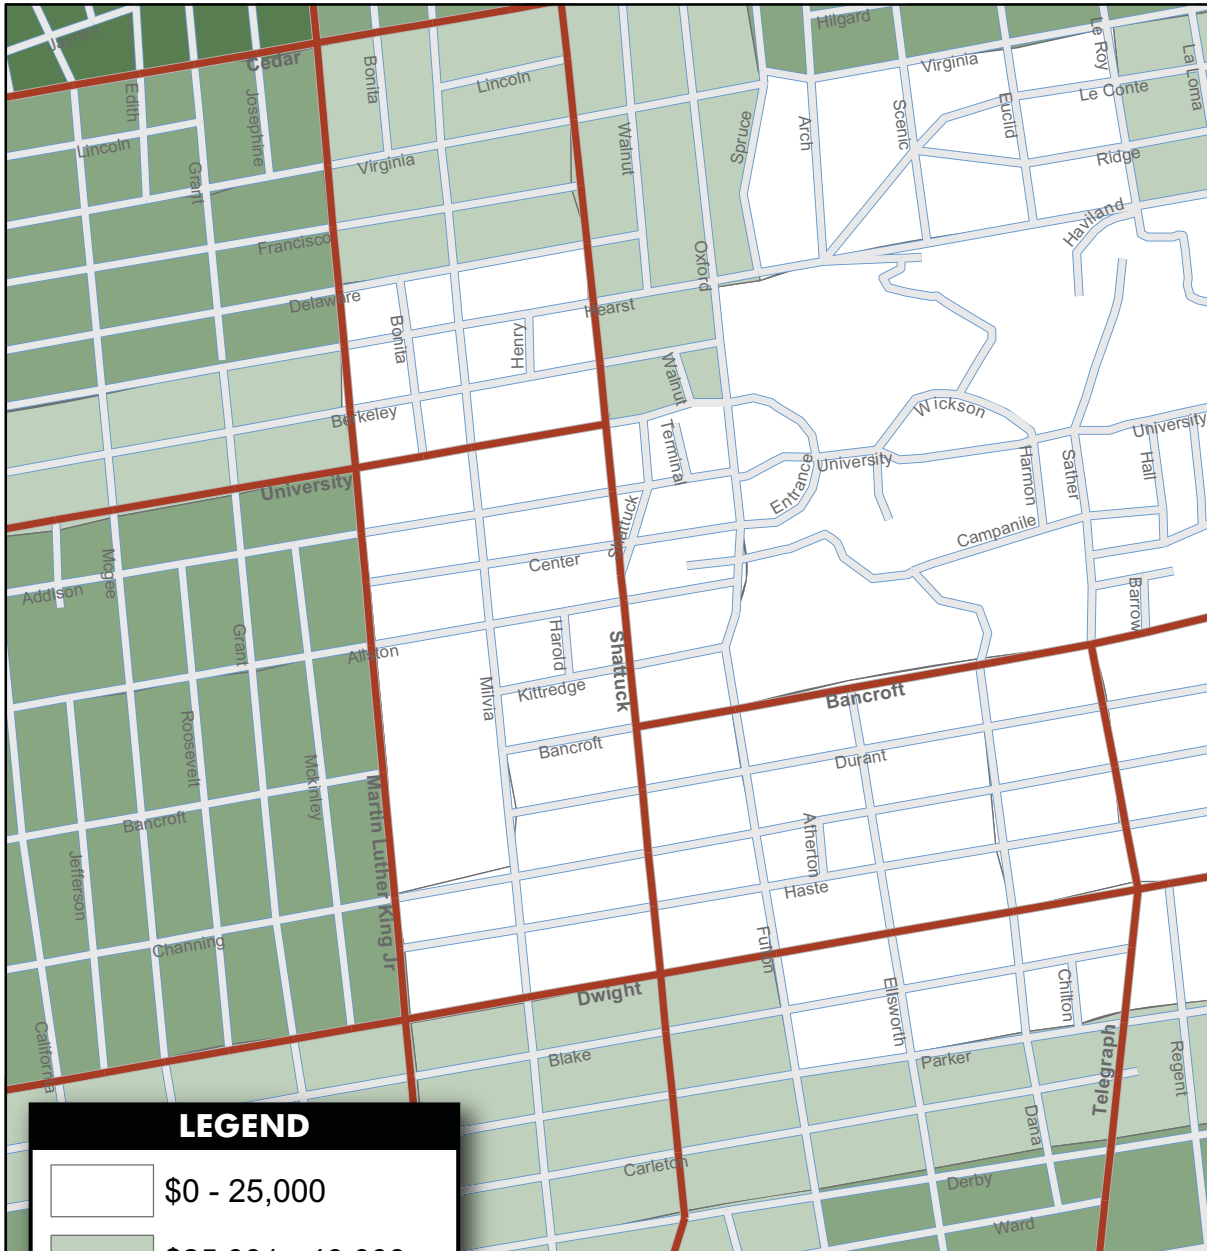 Jaynes
Cedar
Bonita
Lincoln
Hilgard
Virginia
Le Roy
La Loma
Le Conte
Edith
Josephine
Lincoln
Grant
Virginia
Walnut
Spruce
Arch
Scenic
Euclid
Ridge
Francisco
Haviland
Oxford
Delaware
Bonita
Henry
Hearst
Walnut
Berkeley
Wickson
University
University
Terminal
Entrance
University
Harmon
Sather
Hall
Shattuck
Campanile
Center
Mcgee
Addison
Barrow
Grant
Allston
Harold
Shattuck
Milvia
Kittredge
Bancroft
Roosevelt
Bancroft
Durant
Mckinley
Martin Luther King Jr
Bancroft
Atherton
Jefferson
Haste
Channing
Fulton
Dwight
Ellsworth
Chilton
California
Blake
Parker
Telegraph
Regent
Dana
Carleton
Derby
Ward
LEGEND
$0 - 25,000